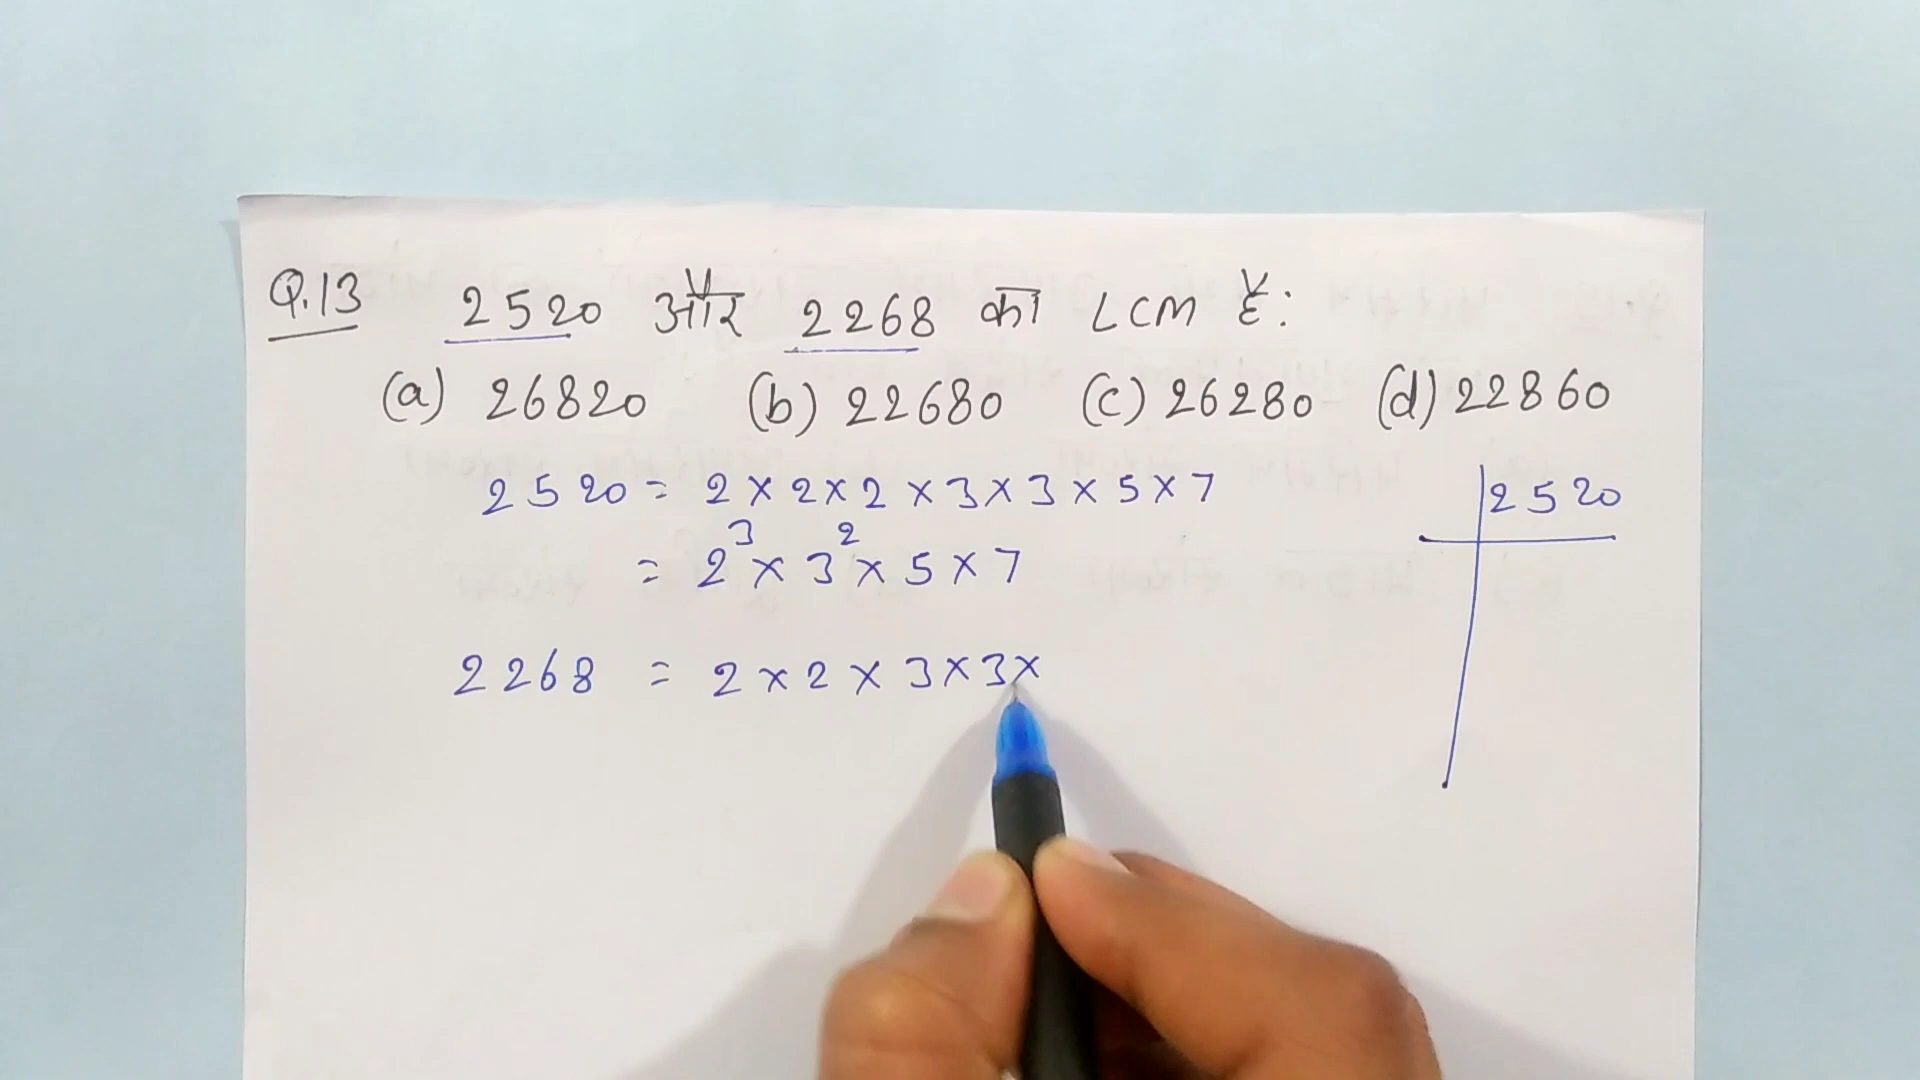 Q.13 2520 और 2268 का LCM है:
(a) 26820 (b) 22680 (c) 26280 (d) 22860
2520 = 2 × 2 × 2 × 3 × 3 × 5 × 7
= 2³ × 3² × 5 × 7
2268 = 2 × 2 × 3 × 3 ×
2520